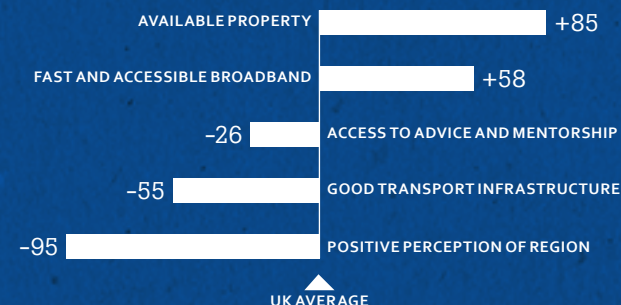 AVAILABLE PROPERTY +85
FAST AND ACCESSIBLE BROADBAND +58
-26 ACCESS TO ADVICE AND MENTORSHIP
-55 GOOD TRANSPORT INFRASTRUCTURE
-95 POSITIVE PERCEPTION OF REGION
UK AVERAGE